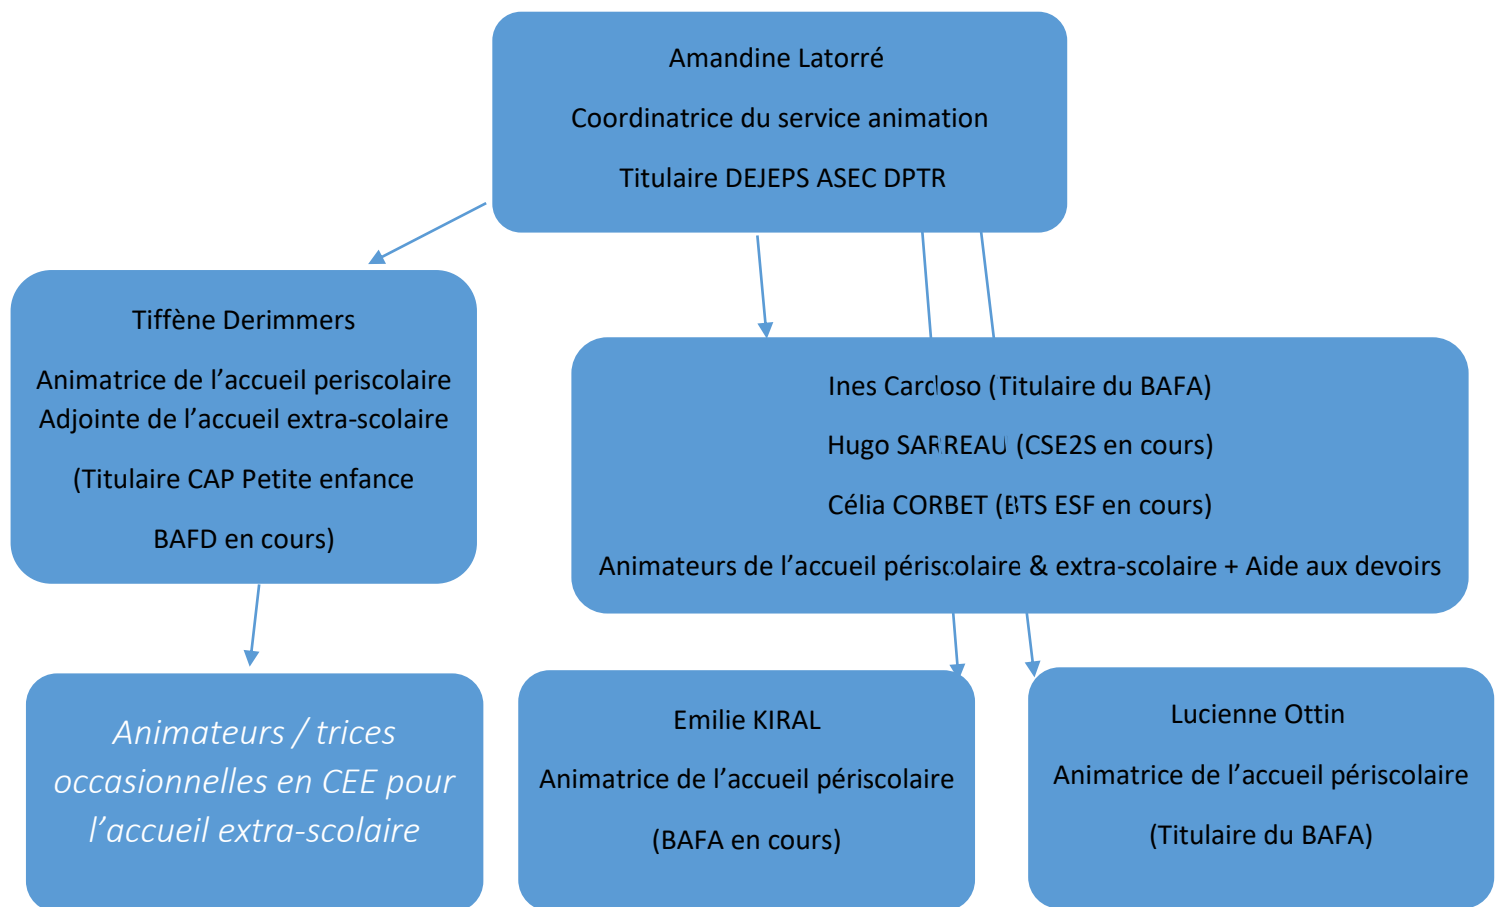 Amandine Latorré
Coordinatrice du service animation
Titulaire DEJEPS ASEC DPTR
Tiffène Derimmers
Animatrice de l’accueil periscolaire
Adjointe de l’accueil extra-scolaire
(Titulaire CAP Petite enfance
BAFD en cours)
Ines Cardoso (Titulaire du BAFA)
Hugo SARREAU (CSE2S en cours)
Célia CORBET (BTS ESF en cours)
Animateurs de l’accueil périscolaire & extra-scolaire + Aide aux devoirs
Animateurs / trices
occasionnelles en CEE pour
l’accueil extra-scolaire
Emilie KIRAL
Animatrice de l’accueil périscolaire
(BAFA en cours)
Lucienne Ottin
Animatrice de l’accueil périscolaire
(Titulaire du BAFA)